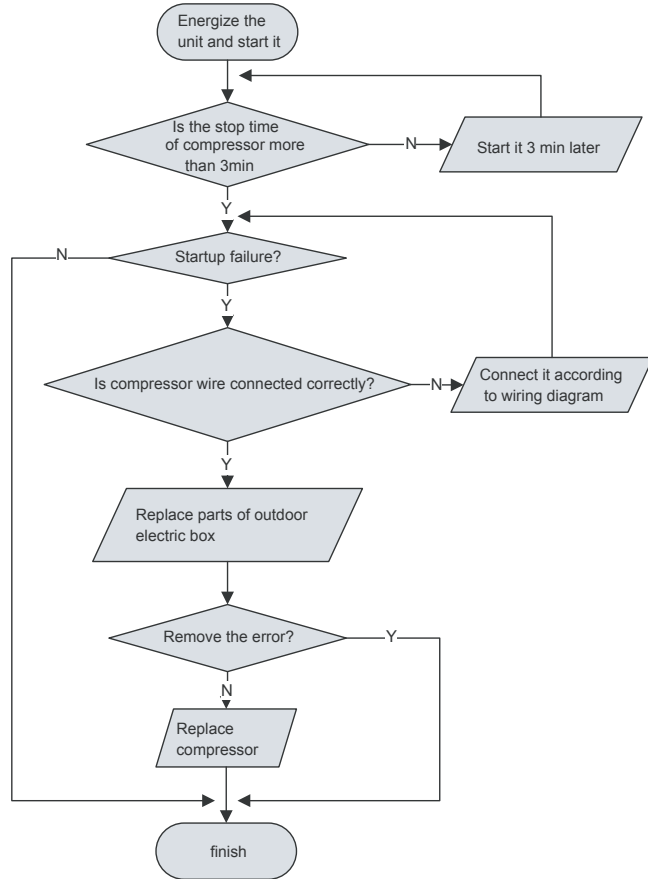 Energize the
unit and start it
Is the stop time
of compressor more
than 3min
N
Start it 3 min later
Y
N
Startup failure?
Y
Is compressor wire connected correctly?
N
Connect it according
to wiring diagram
Y
Replace parts of outdoor
electric box
Remove the error?
Y
N
Replace
compressor
finish